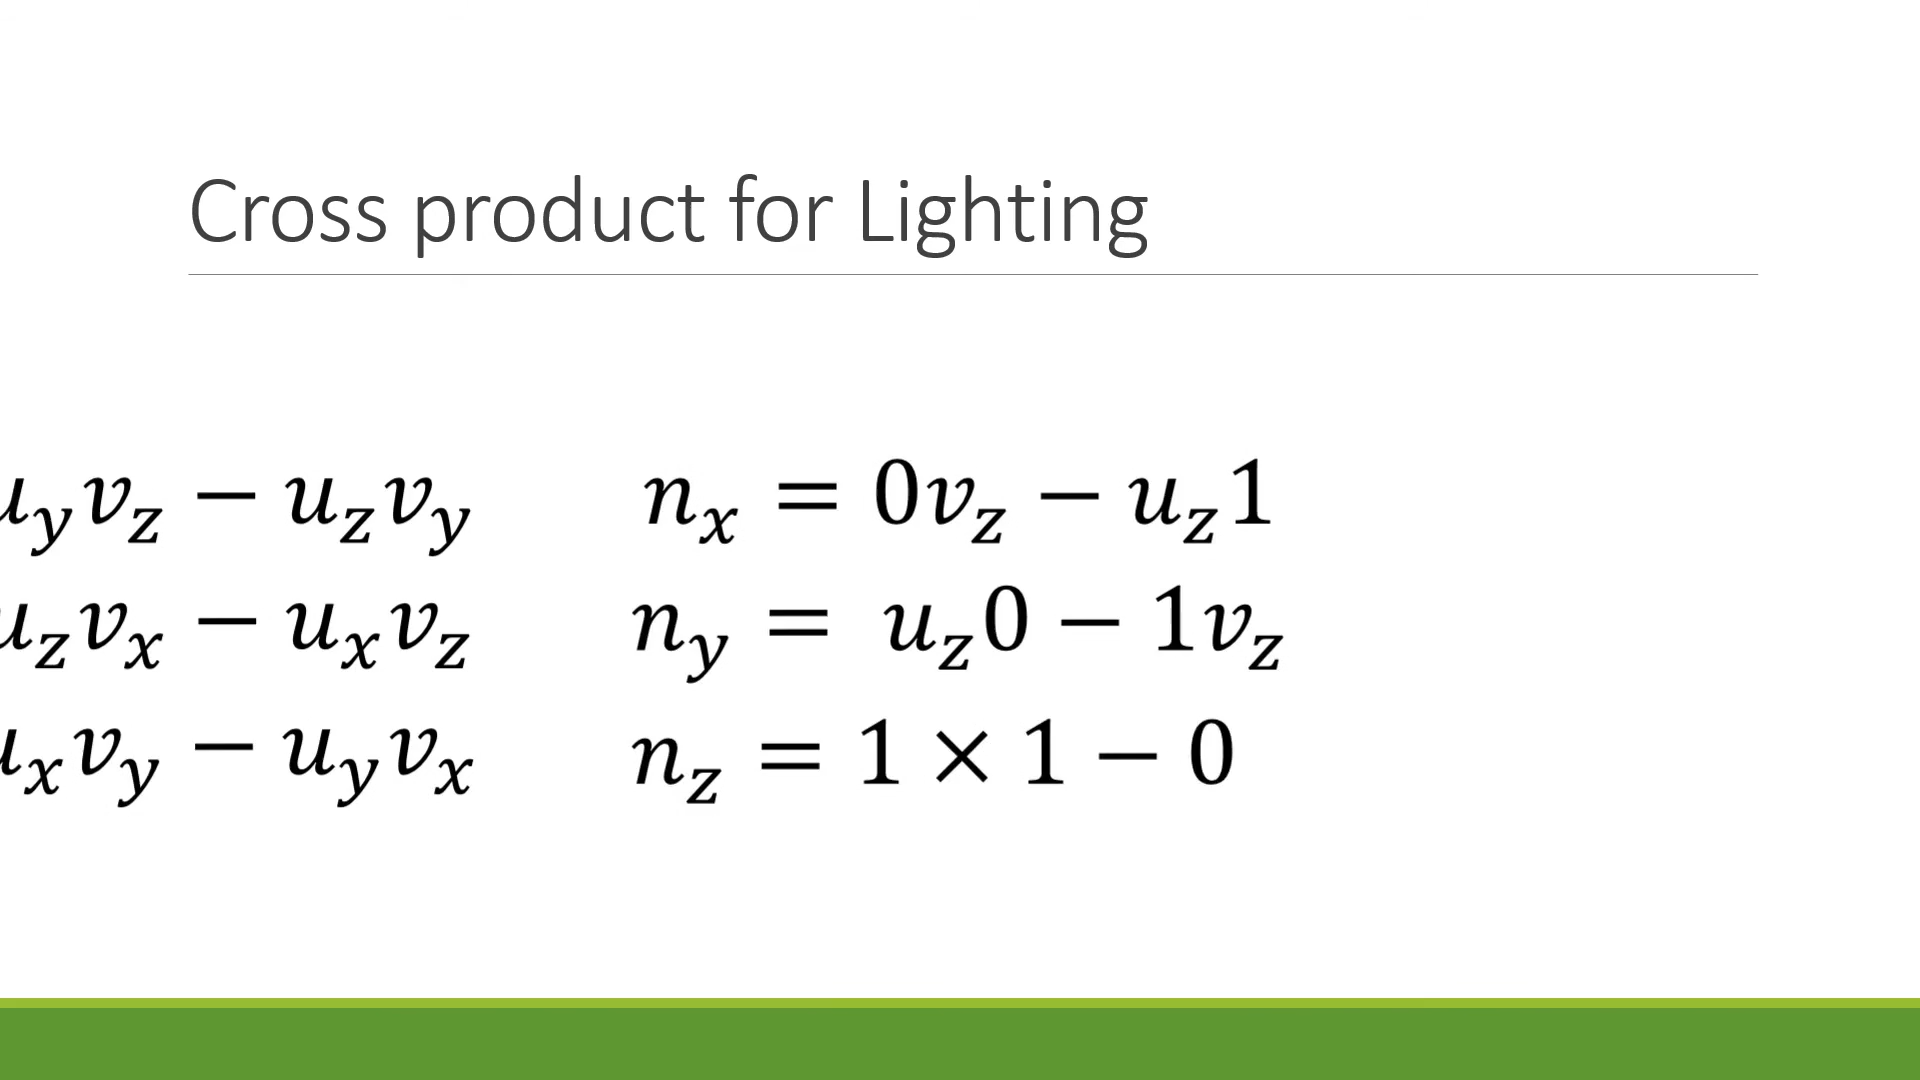 Cross product for Lighting
u_y v_z − u_z v_y    n_x = 0v_z − u_z 1
u_z v_x − u_x v_z    n_y = u_z 0 − 1v_z
u_x v_y − u_y v_x    n_z = 1 × 1 − 0